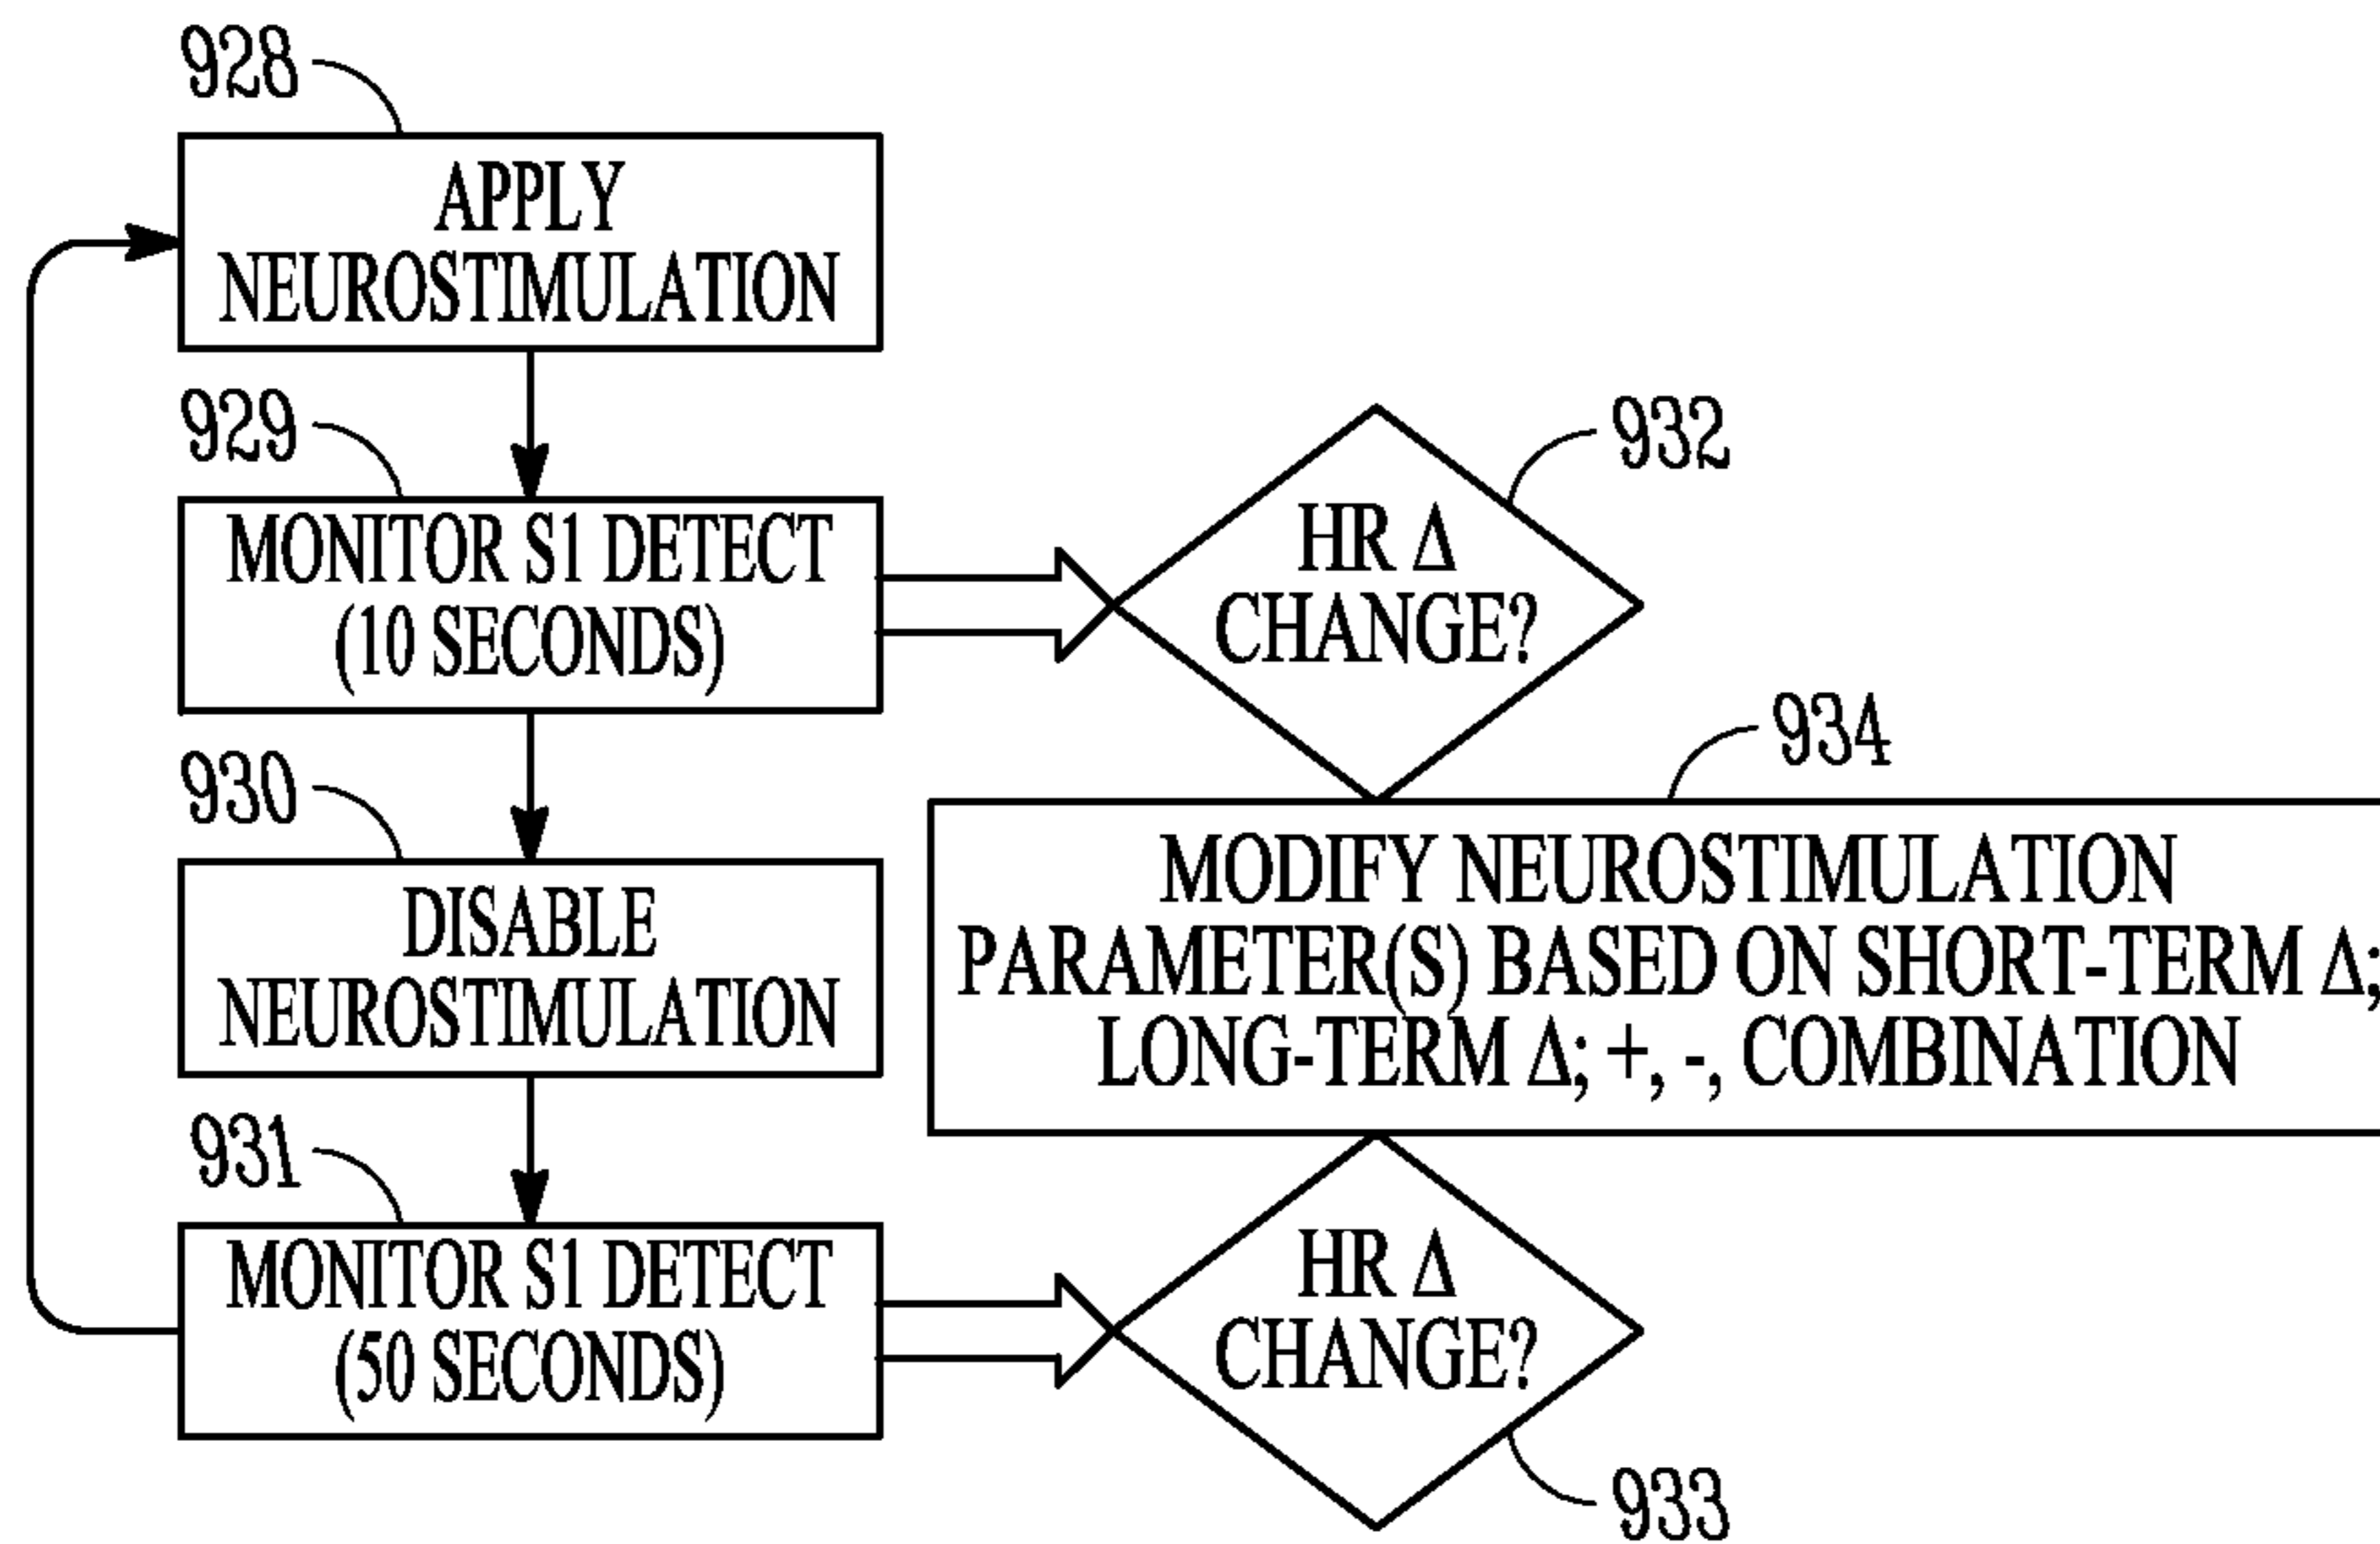 928
APPLY
NEUROSTIMULATION
929
MONITOR S1 DETECT
(10 SECONDS)
932
HR Δ
CHANGE?
930
DISABLE
NEUROSTIMULATION
934
MODIFY NEUROSTIMULATION
PARAMETER(S) BASED ON SHORT-TERM Δ;
LONG-TERM Δ; +, -, COMBINATION
931
MONITOR S1 DETECT
(50 SECONDS)
HR Δ
CHANGE?
933